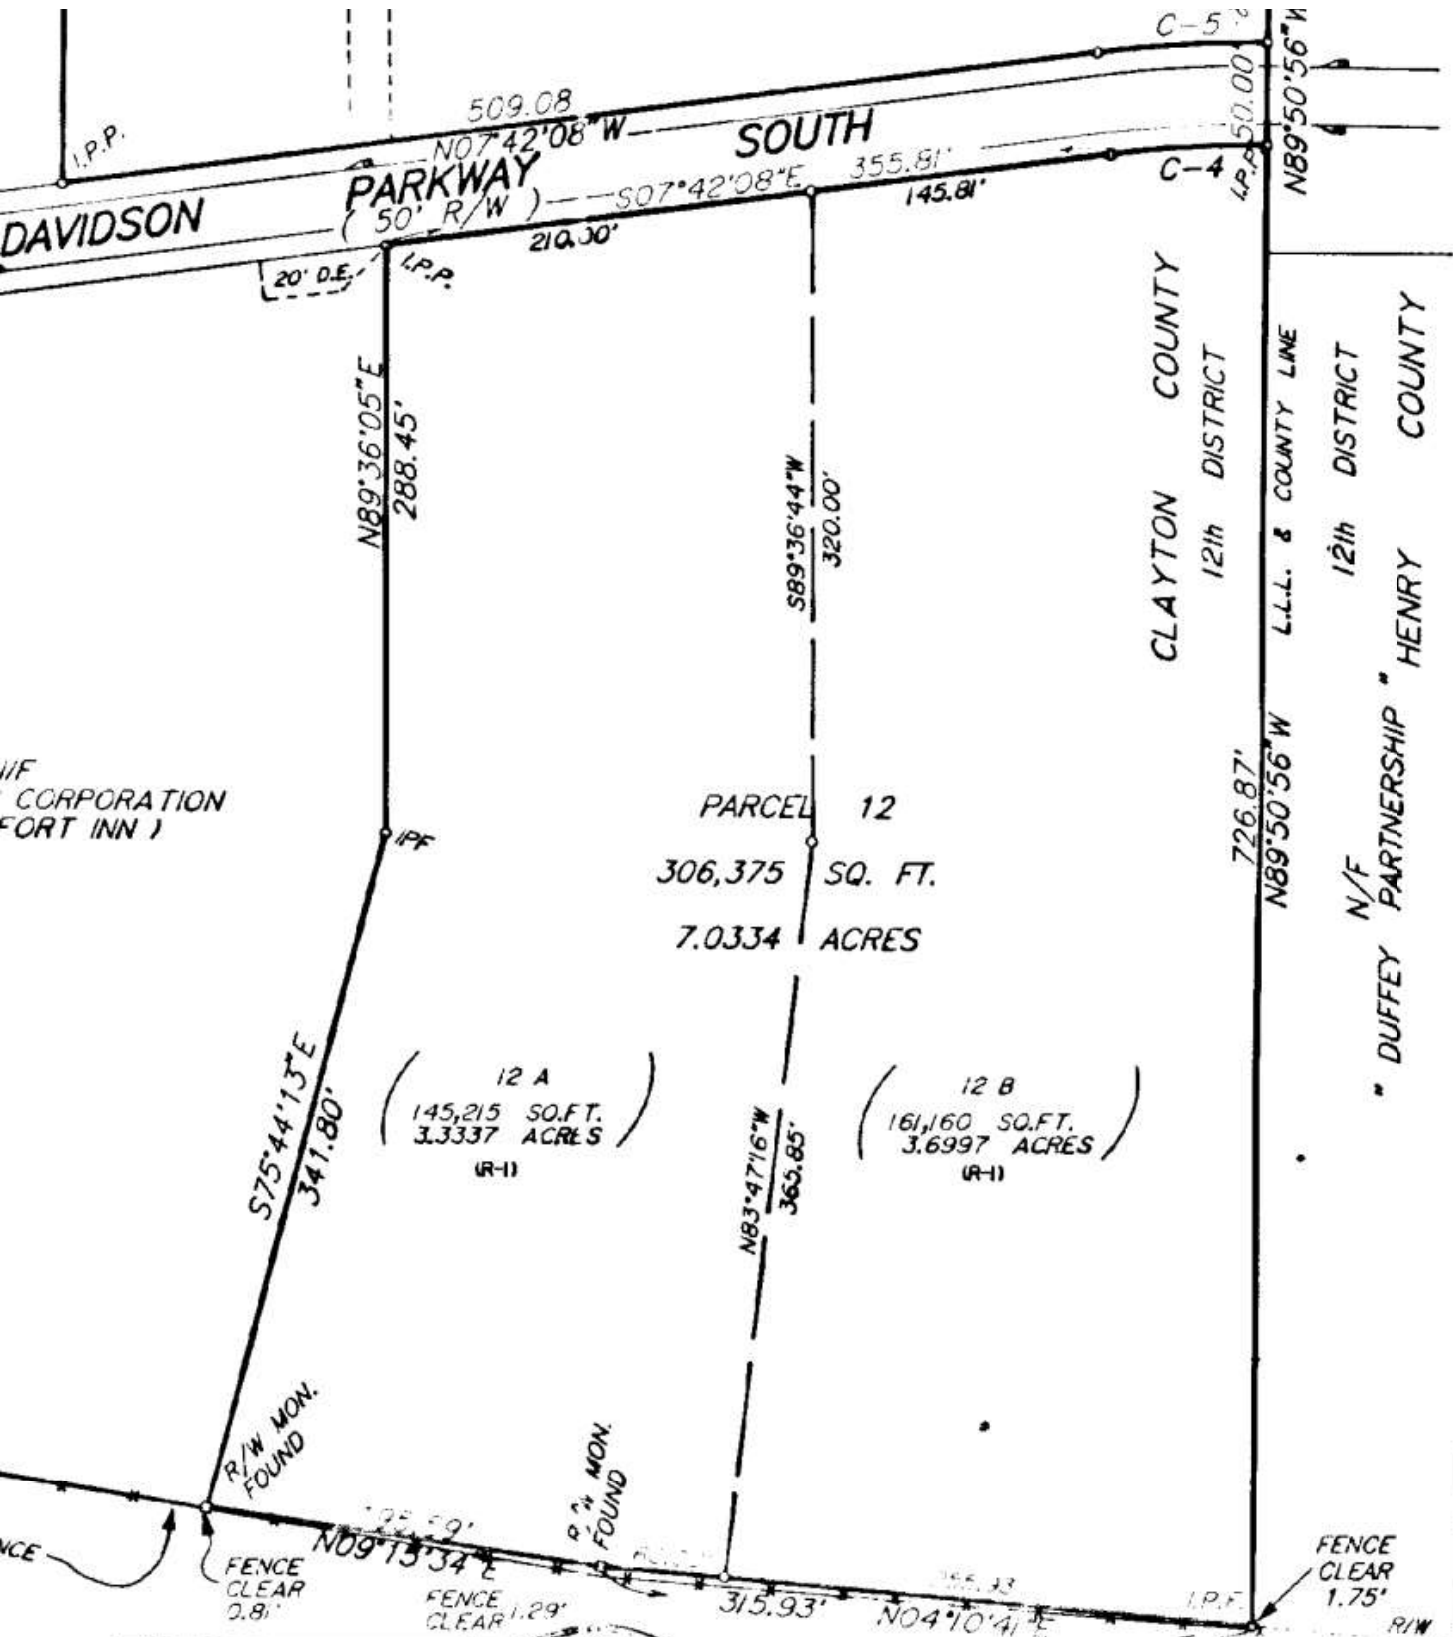 C-5
50.00'
N89°50'56"W
I.P.P.
509.08
N07°42'08"W
SOUTH
PARKWAY
( 50' R/W )
DAVIDSON
S07°42'08"E
355.81'
145.81'
C-4
I.P.P.
210.00'
I.P.P.
20' D.E.
N89°36'05"E
288.45'
S89°36'44"W
320.00'
CLAYTON COUNTY
12th DISTRICT
L.L.L. & COUNTY LINE
12th DISTRICT
HENRY COUNTY
N/F
CORPORATION
FORT INN )
IPF
PARCEL 12
306,375 SQ. FT.
7.0334 ACRES
726.87'
N89°50'56"W
N/F
" DUFFEY PARTNERSHIP "
S75°44'13"E
341.80'
12 A
145,215 SQ.FT.
3.3337 ACRES
(R-1)
N83°47'16"W
365.85'
12 B
161,160 SQ.FT.
3.6997 ACRES
(R-1)
R/W MON.
FOUND
MON.
FOUND
N09°13'34"E
FENCE
CLEAR
0.81'
FENCE
CLEAR 1.29'
315.93'
N04°10'41"E
I.P.F.
FENCE
CLEAR
1.75'
R/W